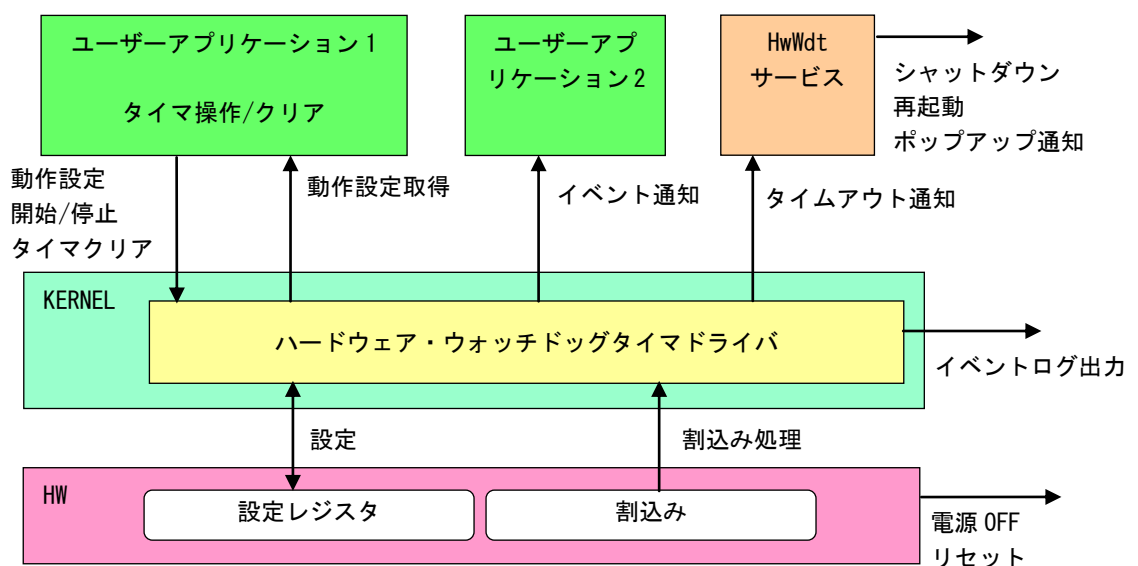 ユーザーアプリケーション1
タイマ操作/クリア
ユーザーアプ
リケーション2
HwWdt
サービス
シャットダウン
再起動
ポップアップ通知
動作設定
開始/停止
タイマクリア
動作設定取得
イベント通知
タイムアウト通知
KERNEL
ハードウェア・ウォッチドッグタイマドライバ
イベントログ出力
設定
割込み処理
HW
設定レジスタ
割込み
電源OFF
リセット